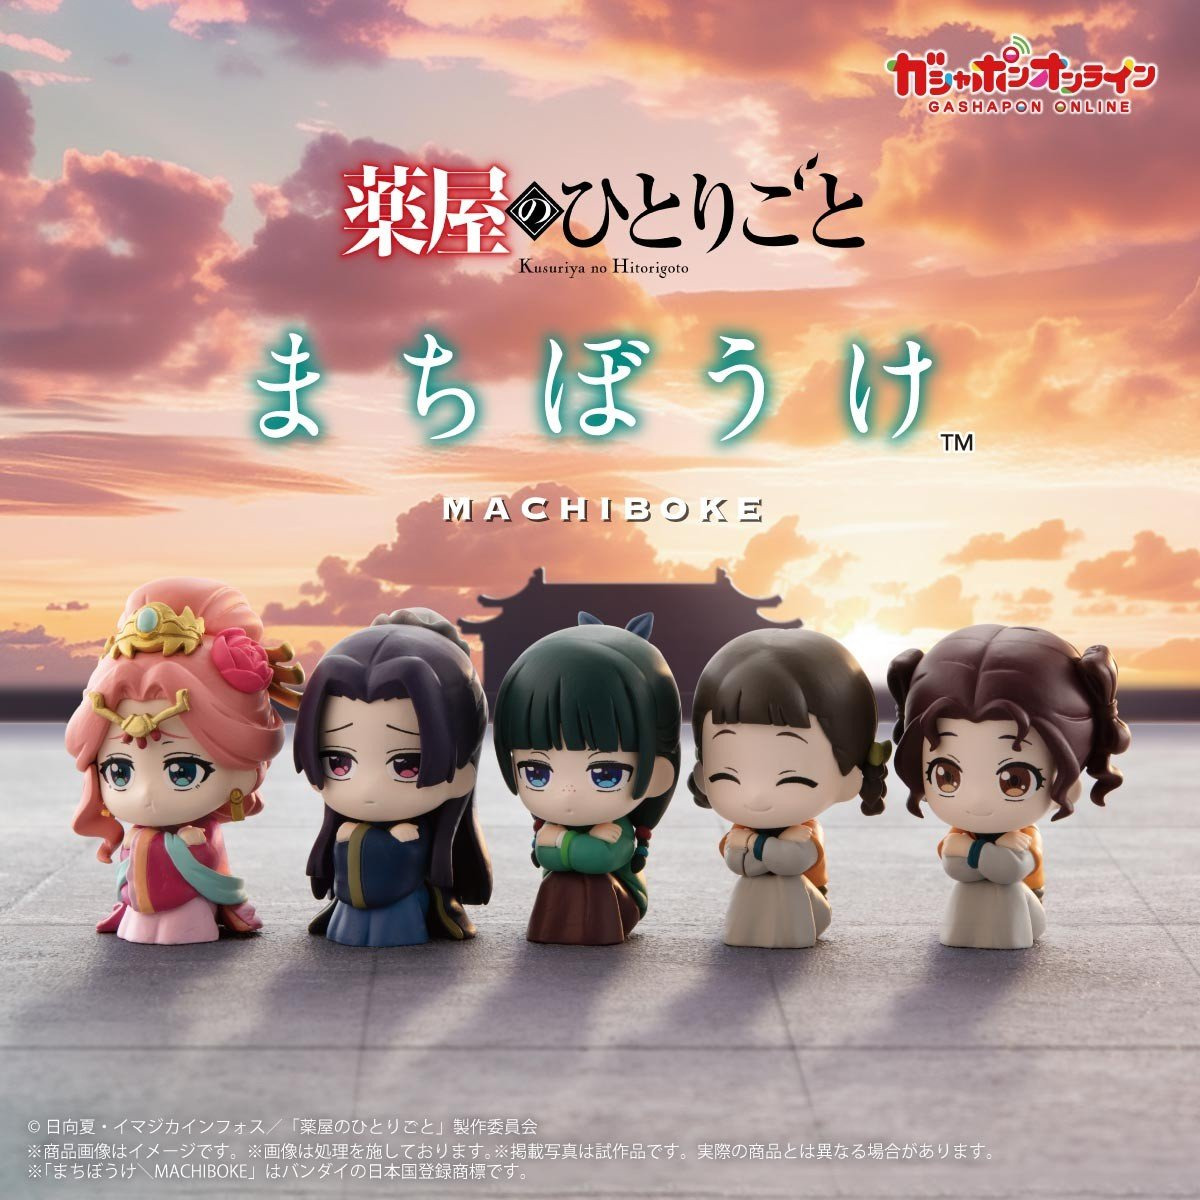 ガシャポンオンライン
GASHAPON ONLINE
薬屋のひとりごと
Kusuriya no Hitorigoto
まちぼうけ™
MACHIBOKE
© 日向夏・イマジカインフォス／「薬屋のひとりごと」製作委員会
※商品画像はイメージです。※画像は処理を施しております。※掲載写真は試作品です。実際の商品とは異なる場合があります。
※「まちぼうけ＼MACHIBOKE」はバンダイの日本国登録商標です。